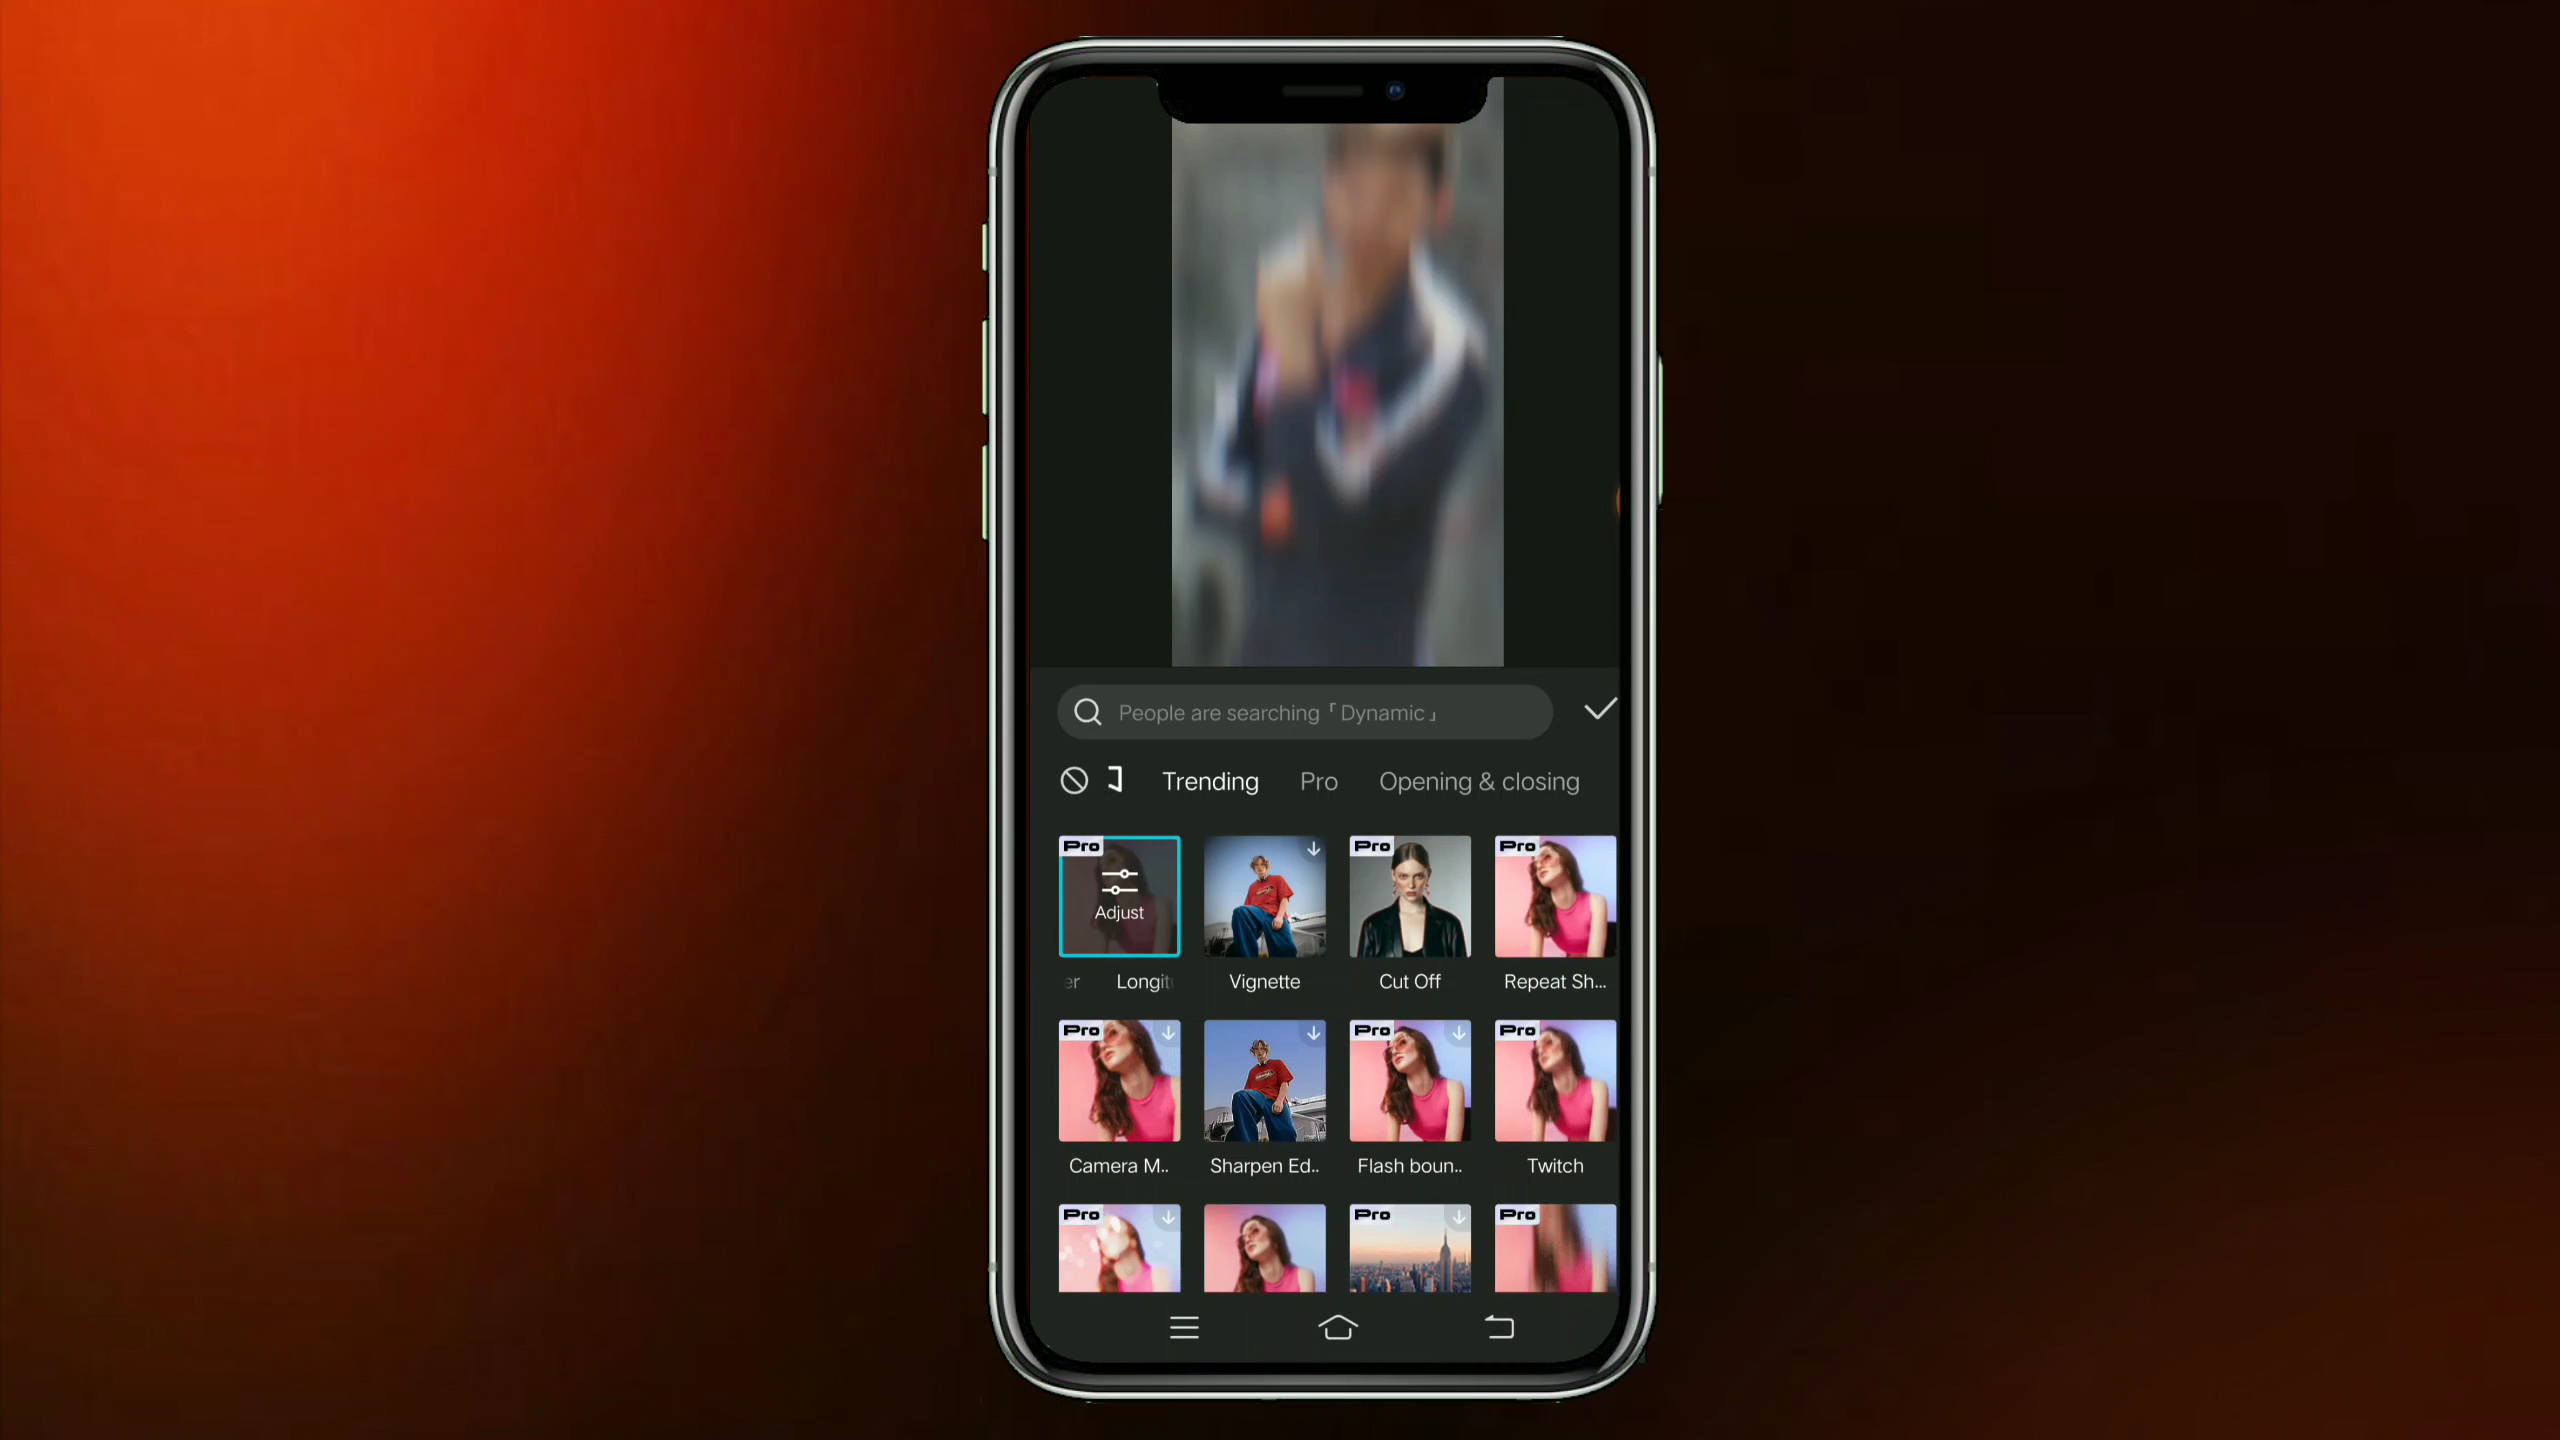 People are searching「Dynamic」
Trending Pro Opening & closing
Pro Pro Pro
Adjust
er Longit Vignette Cut Off Repeat Sh...
Pro Pro Pro
Camera M.. Sharpen Ed.. Flash boun.. Twitch
Pro Pro Pro